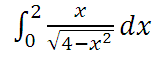 ∫₀² x/√(4−x²) dx